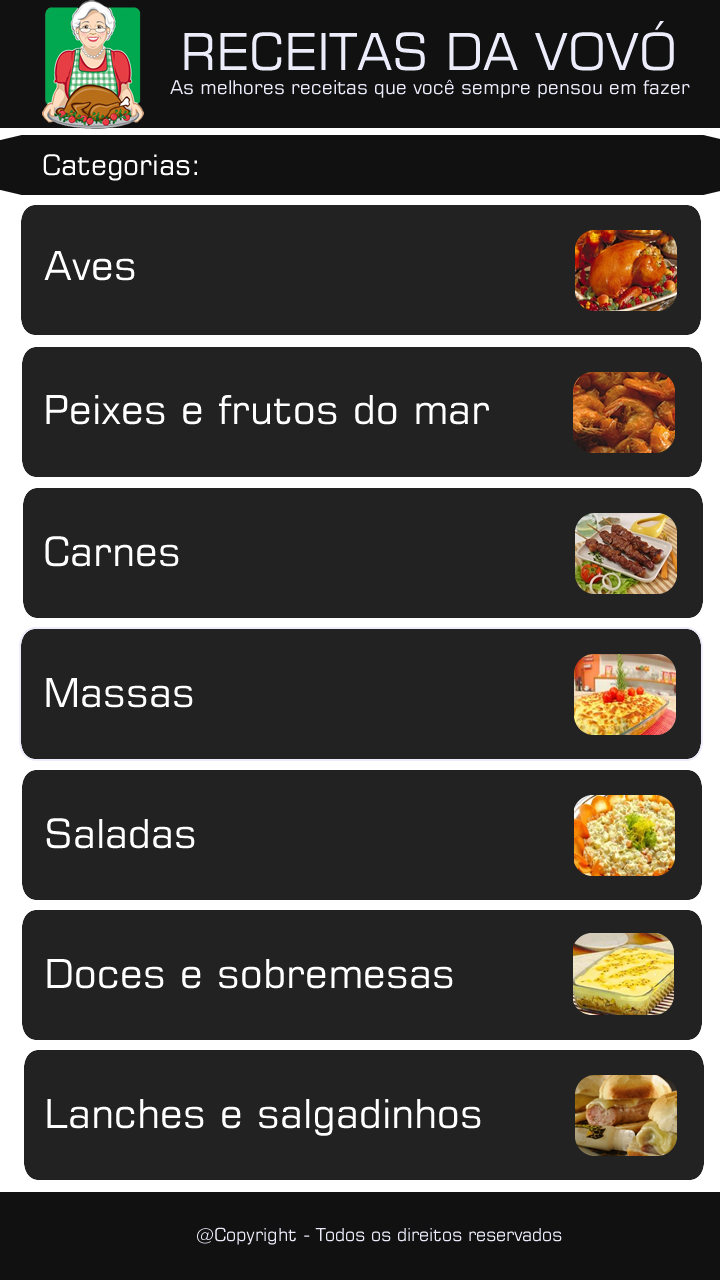 RECEITAS DA VOVÓ
As melhores receitas que você sempre pensou em fazer
Categorias:
Aves
Peixes e frutos do mar
Carnes
Massas
Saladas
Doces e sobremesas
Lanches e salgadinhos
@Copyright - Todos os direitos reservados